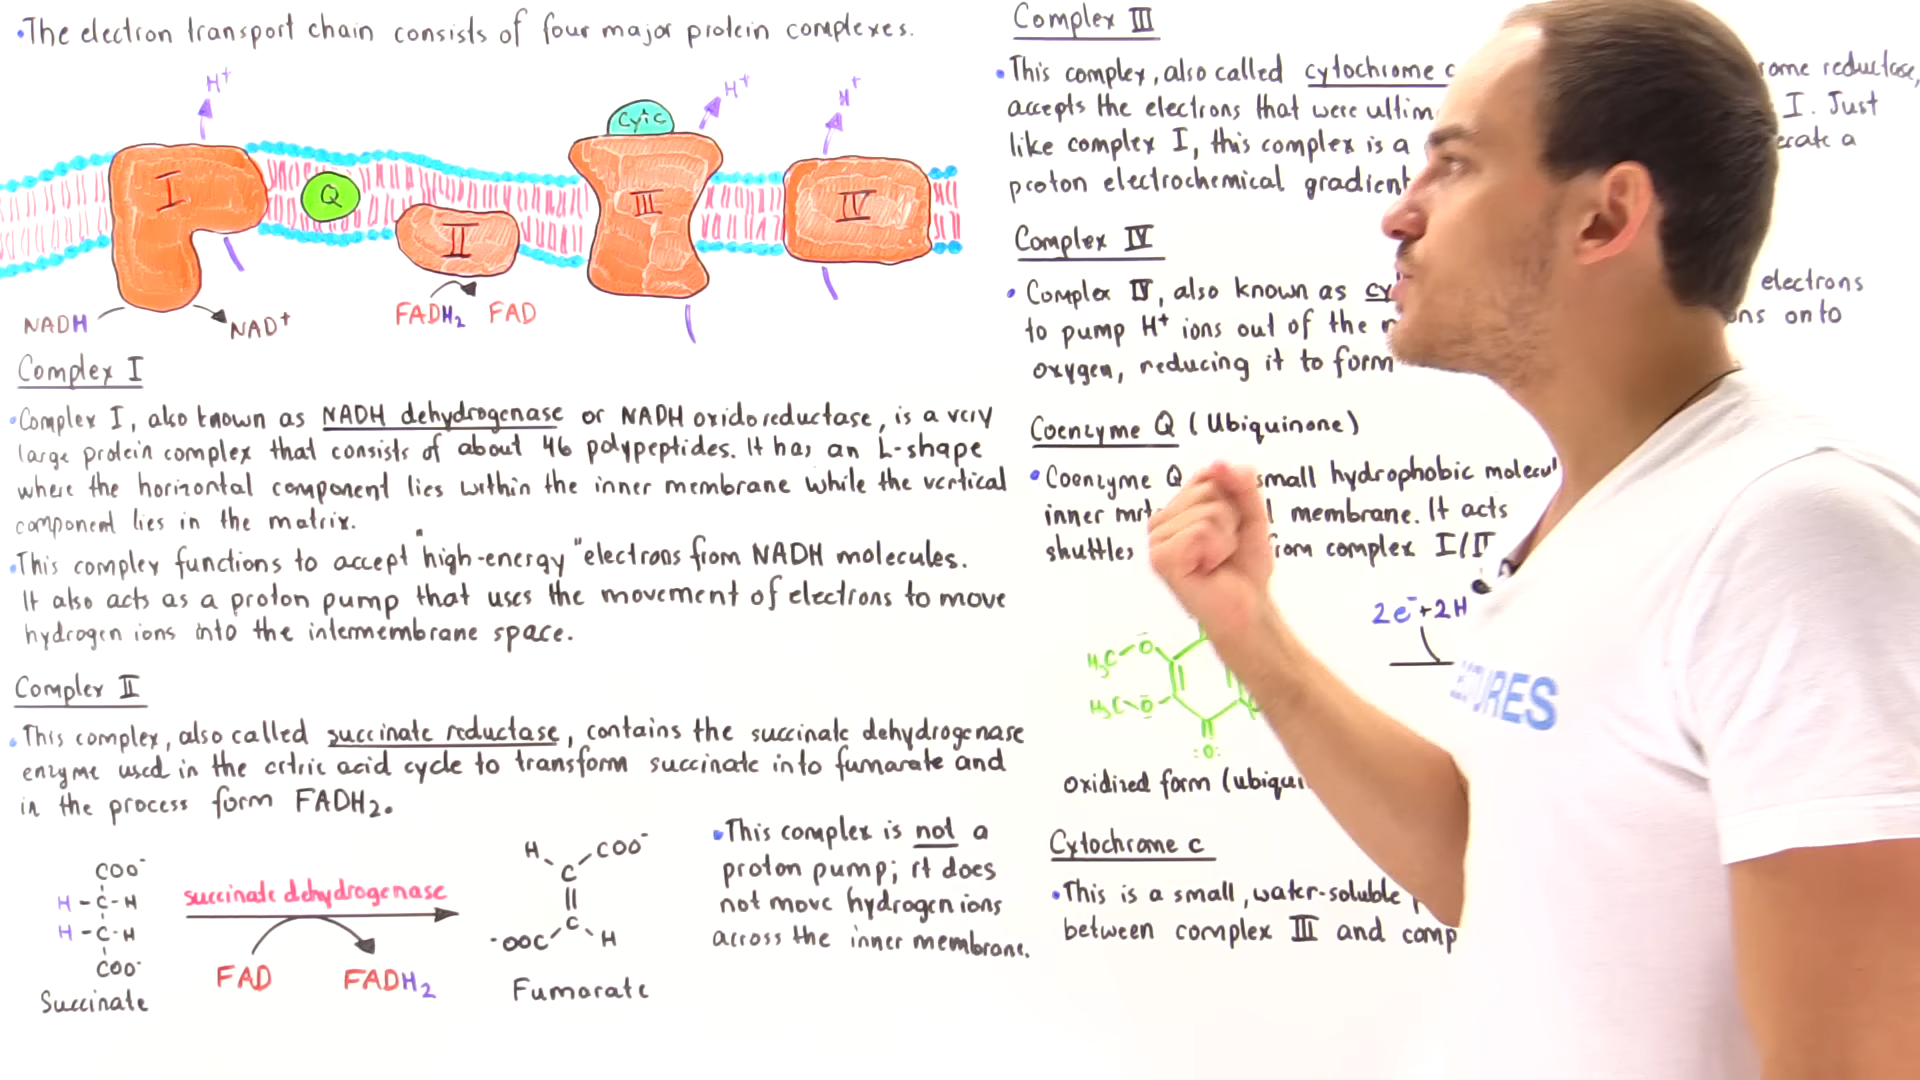 •The electron transport chain consists of four major protein complexes.
H+
H+
H+
Cytc
I
Q
II
III
IV
NADH
NAD+
FADH2 FAD
Complex I
•Complex I, also known as NADH dehydrogenase or NADH oxidoreductase, is a very
large protein complex that consists of about 46 polypeptides. It has an L-shape
where the horizontal component lies within the inner membrane while the vertical
component lies in the matrix.
•This complex functions to accept "high-energy" electrons from NADH molecules.
It also acts as a proton pump that uses the movement of electrons to move
hydrogen ions into the intermembrane space.
Complex II
•This complex, also called succinate reductase, contains the succinate dehydrogenase
enzyme used in the citric acid cycle to transform succinate into fumarate and
in the process form FADH2.
COO-
H-C-H
H-C-H
COO-
Succinate
succinate dehydrogenase
FAD
FADH2
H
COO-
C
C
-OOC
H
Fumarate
•This complex is not a
proton pump; it does
not move hydrogen ions
across the inner membrane.
Complex III
•This complex, also called cytochrome c reductase,
accepts the electrons that were I. Just
like complex I, this complex is a
proton electrochemical gradient
Complex IV
•Complex IV, also known as electrons
to pump H+ ions out of the onto
oxygen, reducing it to form
Coenzyme Q (Ubiquinone)
•Coenzyme Q small hydrophobic
inner membrane. It acts
shuttles complex I/II
2e-+2H
H3C-O
H3C-O
:O:
oxidized form
Cytochrome c
•This is a small, water-soluble
between complex III and
URES